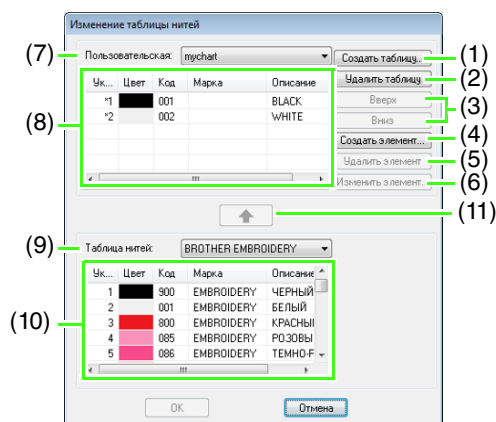 Изменение таблицы нитей
(7) Пользовательская: mychart Создать таблицу.. (1)
Удалить таблицу (2)
Ук... Цвет Код Марка Описание
Вверх (3)
*1 001 BLACK
*2 002 WHITE
Вниз
(8)
Создать элемент... (4)
Удалить элемент (5)
Изменить элемент.. (6)
(11)
(9) Таблица нитей: BROTHER EMBROIDERY
Ук... Цвет Код Марка Описание
1 900 EMBROIDERY ЧЕРНЫЙ
2 001 EMBROIDERY БЕЛЫЙ
(10) 3 800 EMBROIDERY КРАСНЫ
4 085 EMBROIDERY РОЗОВЫ
5 086 EMBROIDERY ТЕМНО-Р
OK Отмена